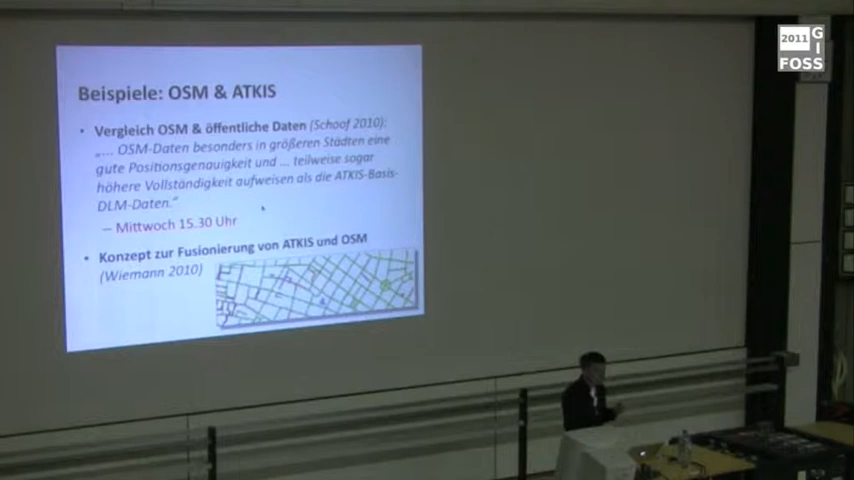 2011 G
I
FOSS
Beispiele: OSM & ATKIS
• Vergleich OSM & öffentliche Daten (Schoof 2010):
„... OSM-Daten besonders in größeren Städten eine
gute Positionsgenauigkeit und ... teilweise sogar
höhere Vollständigkeit aufweisen als die ATKIS-Basis-
DLM-Daten."
– Mittwoch 15.30 Uhr
• Konzept zur Fusionierung von ATKIS und OSM
(Wiemann 2010)